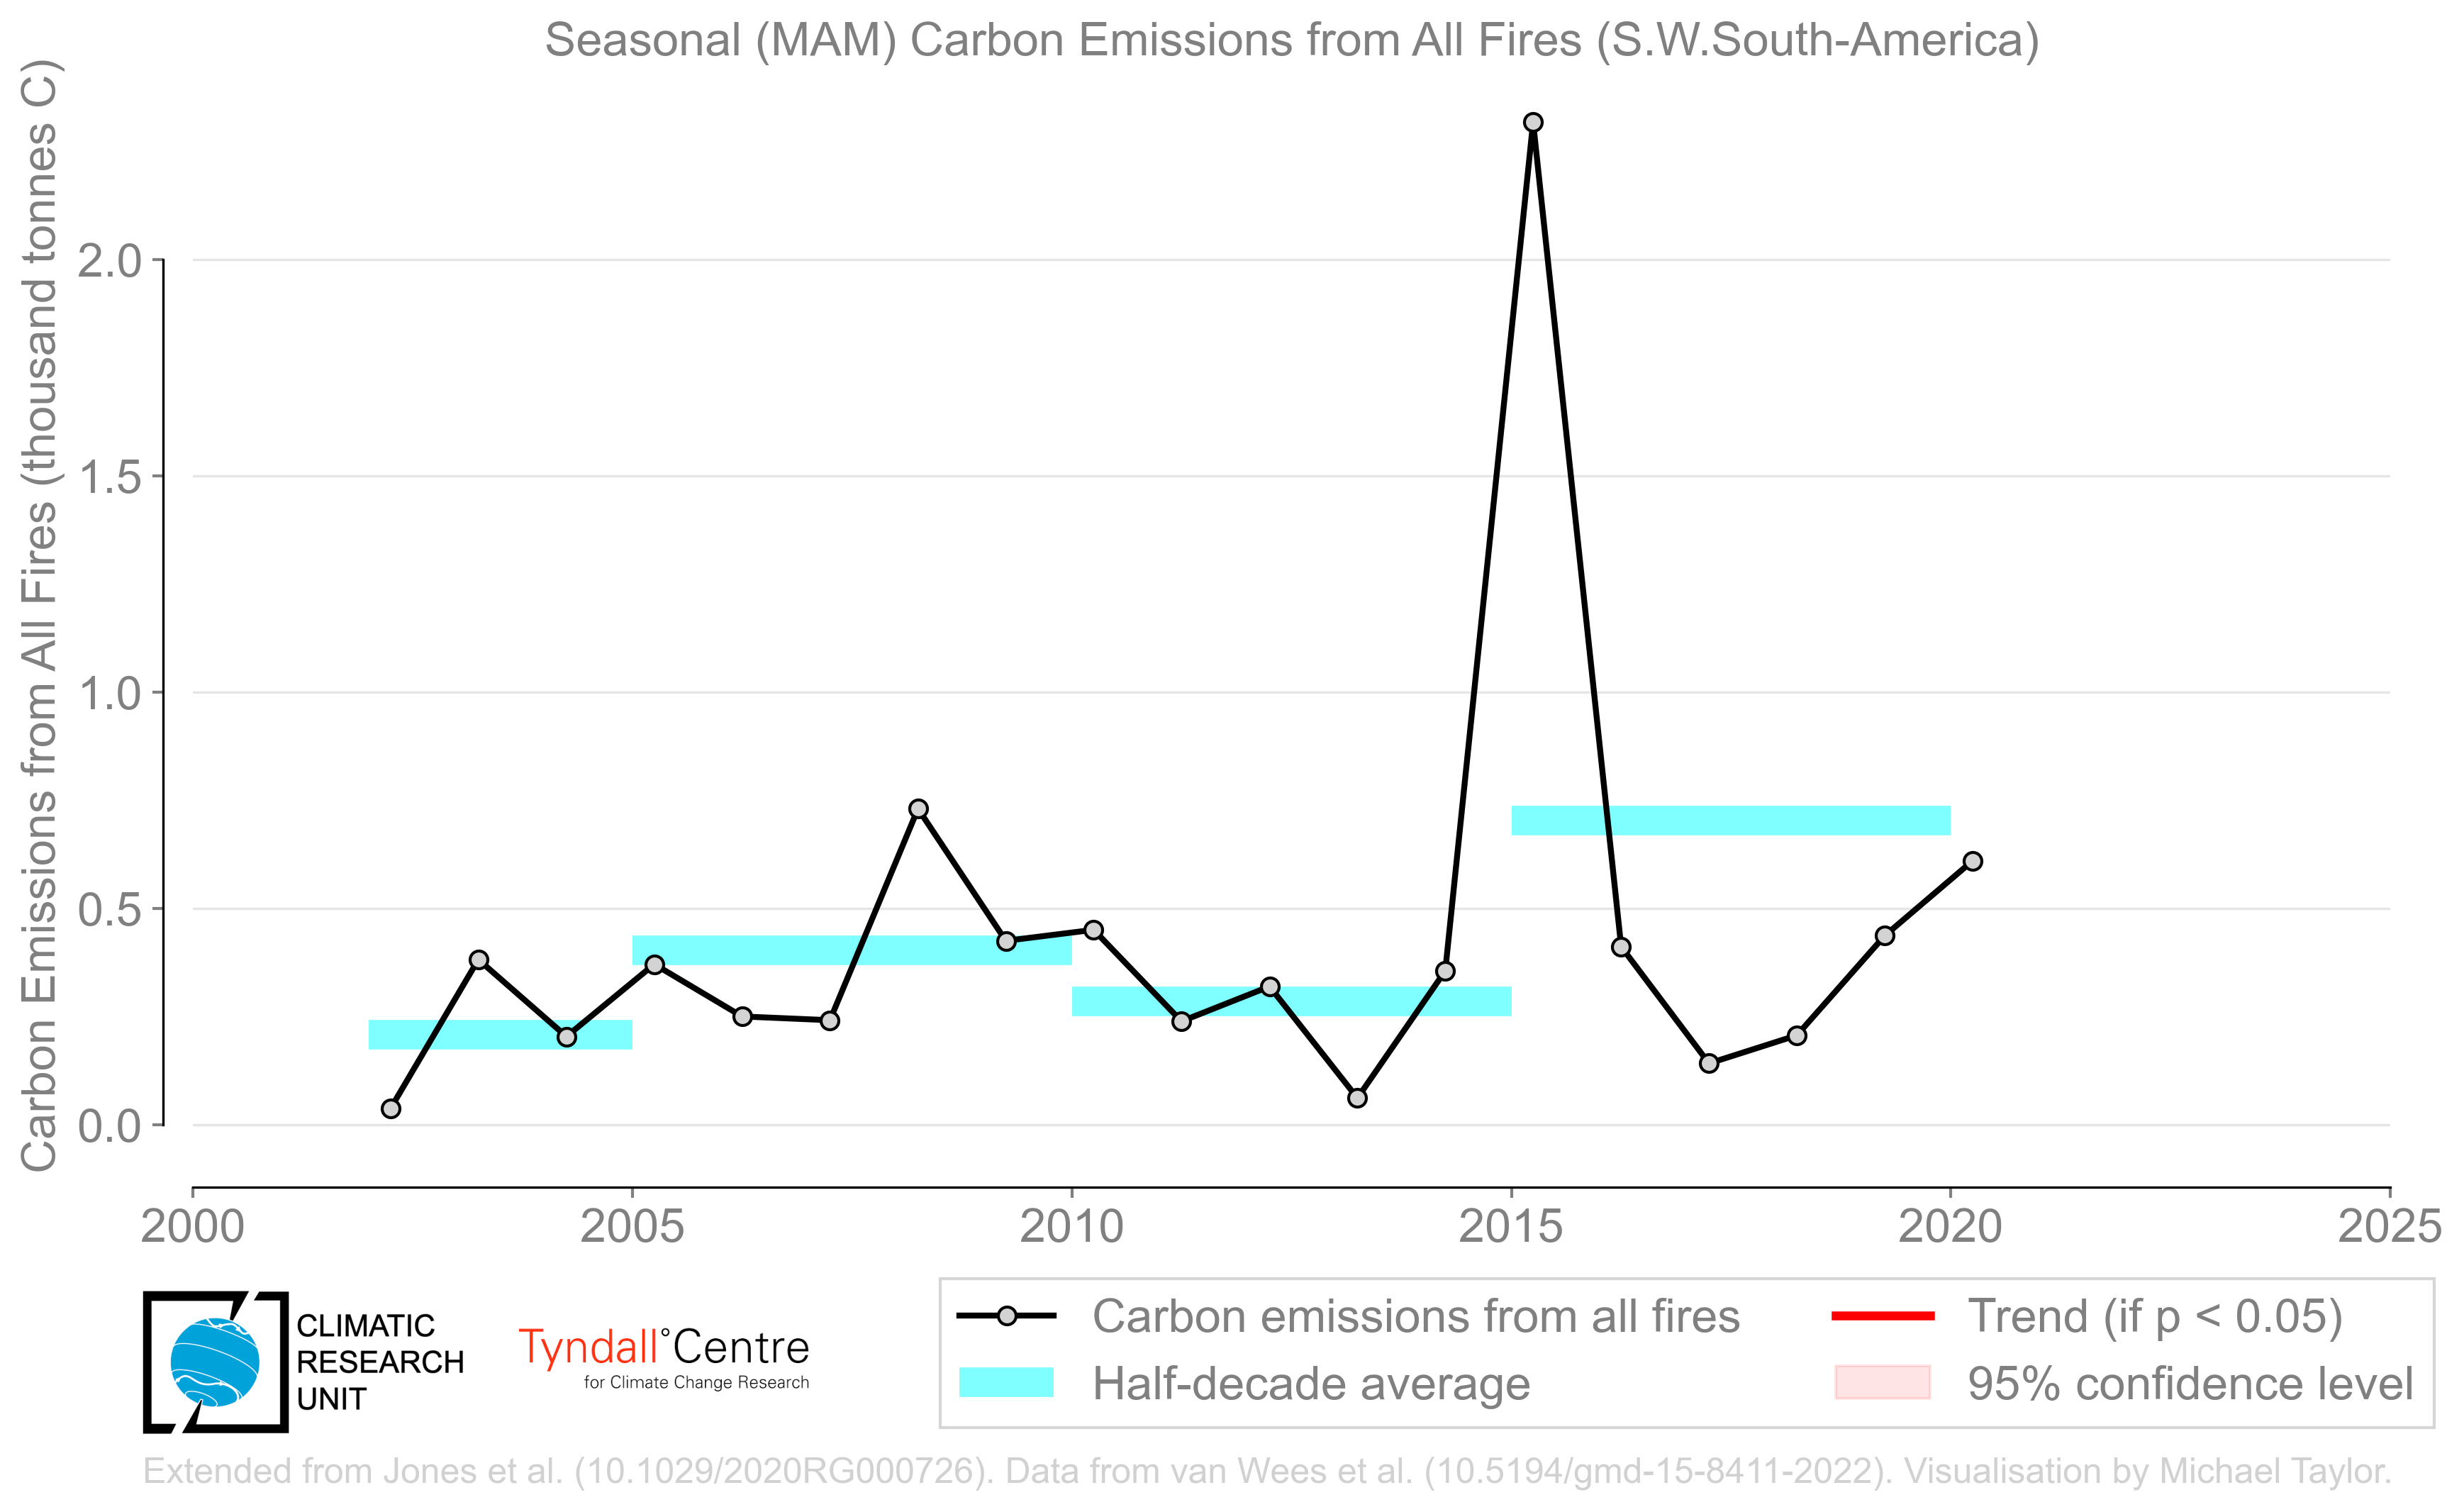 Seasonal (MAM) Carbon Emissions from All Fires (S.W.South-America)
Carbon Emissions from All Fires (thousand tonnes C)
2.0
1.5
1.0
0.5
0.0
2000 2005 2010 2015 2020 2025
CLIMATIC
RESEARCH
UNIT
Tyndall°Centre
for Climate Change Research
Carbon emissions from all fires
Half-decade average
Trend (if p < 0.05)
95% confidence level
Extended from Jones et al. (10.1029/2020RG000726). Data from van Wees et al. (10.5194/gmd-15-8411-2022). Visualisation by Michael Taylor.